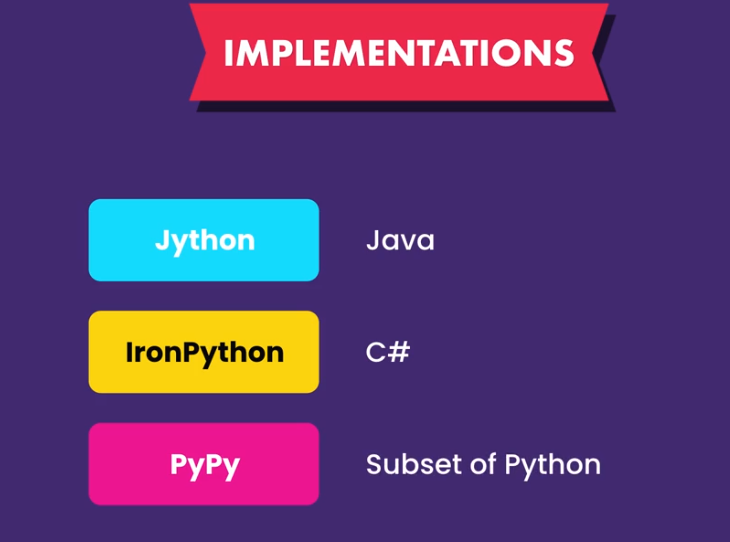 IMPLEMENTATIONS
Jython Java
IronPython C#
PyPy Subset of Python